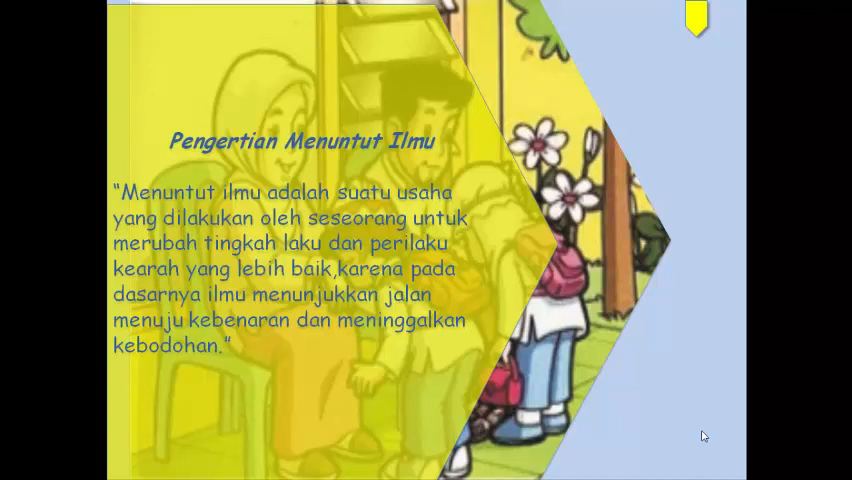 Pengertian Menuntut Ilmu
“Menuntut ilmu adalah suatu usaha
yang dilakukan oleh seseorang untuk
merubah tingkah laku dan perilaku
kearah yang lebih baik,karena pada
dasarnya ilmu menunjukkan jalan
menuju kebenaran dan meninggalkan
kebodohan.”